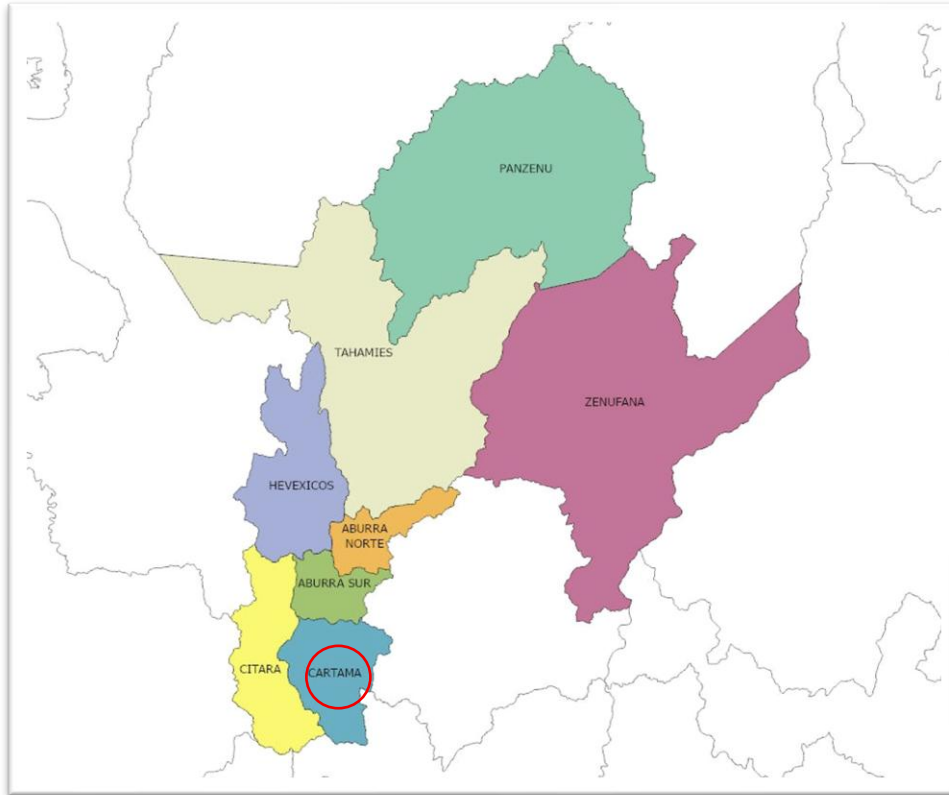 PANZENU
TAHAMIES
ZENUFANA
HEVEXICOS
ABURRA
NORTE
ABURRA SUR
CITARA
CARTAMA